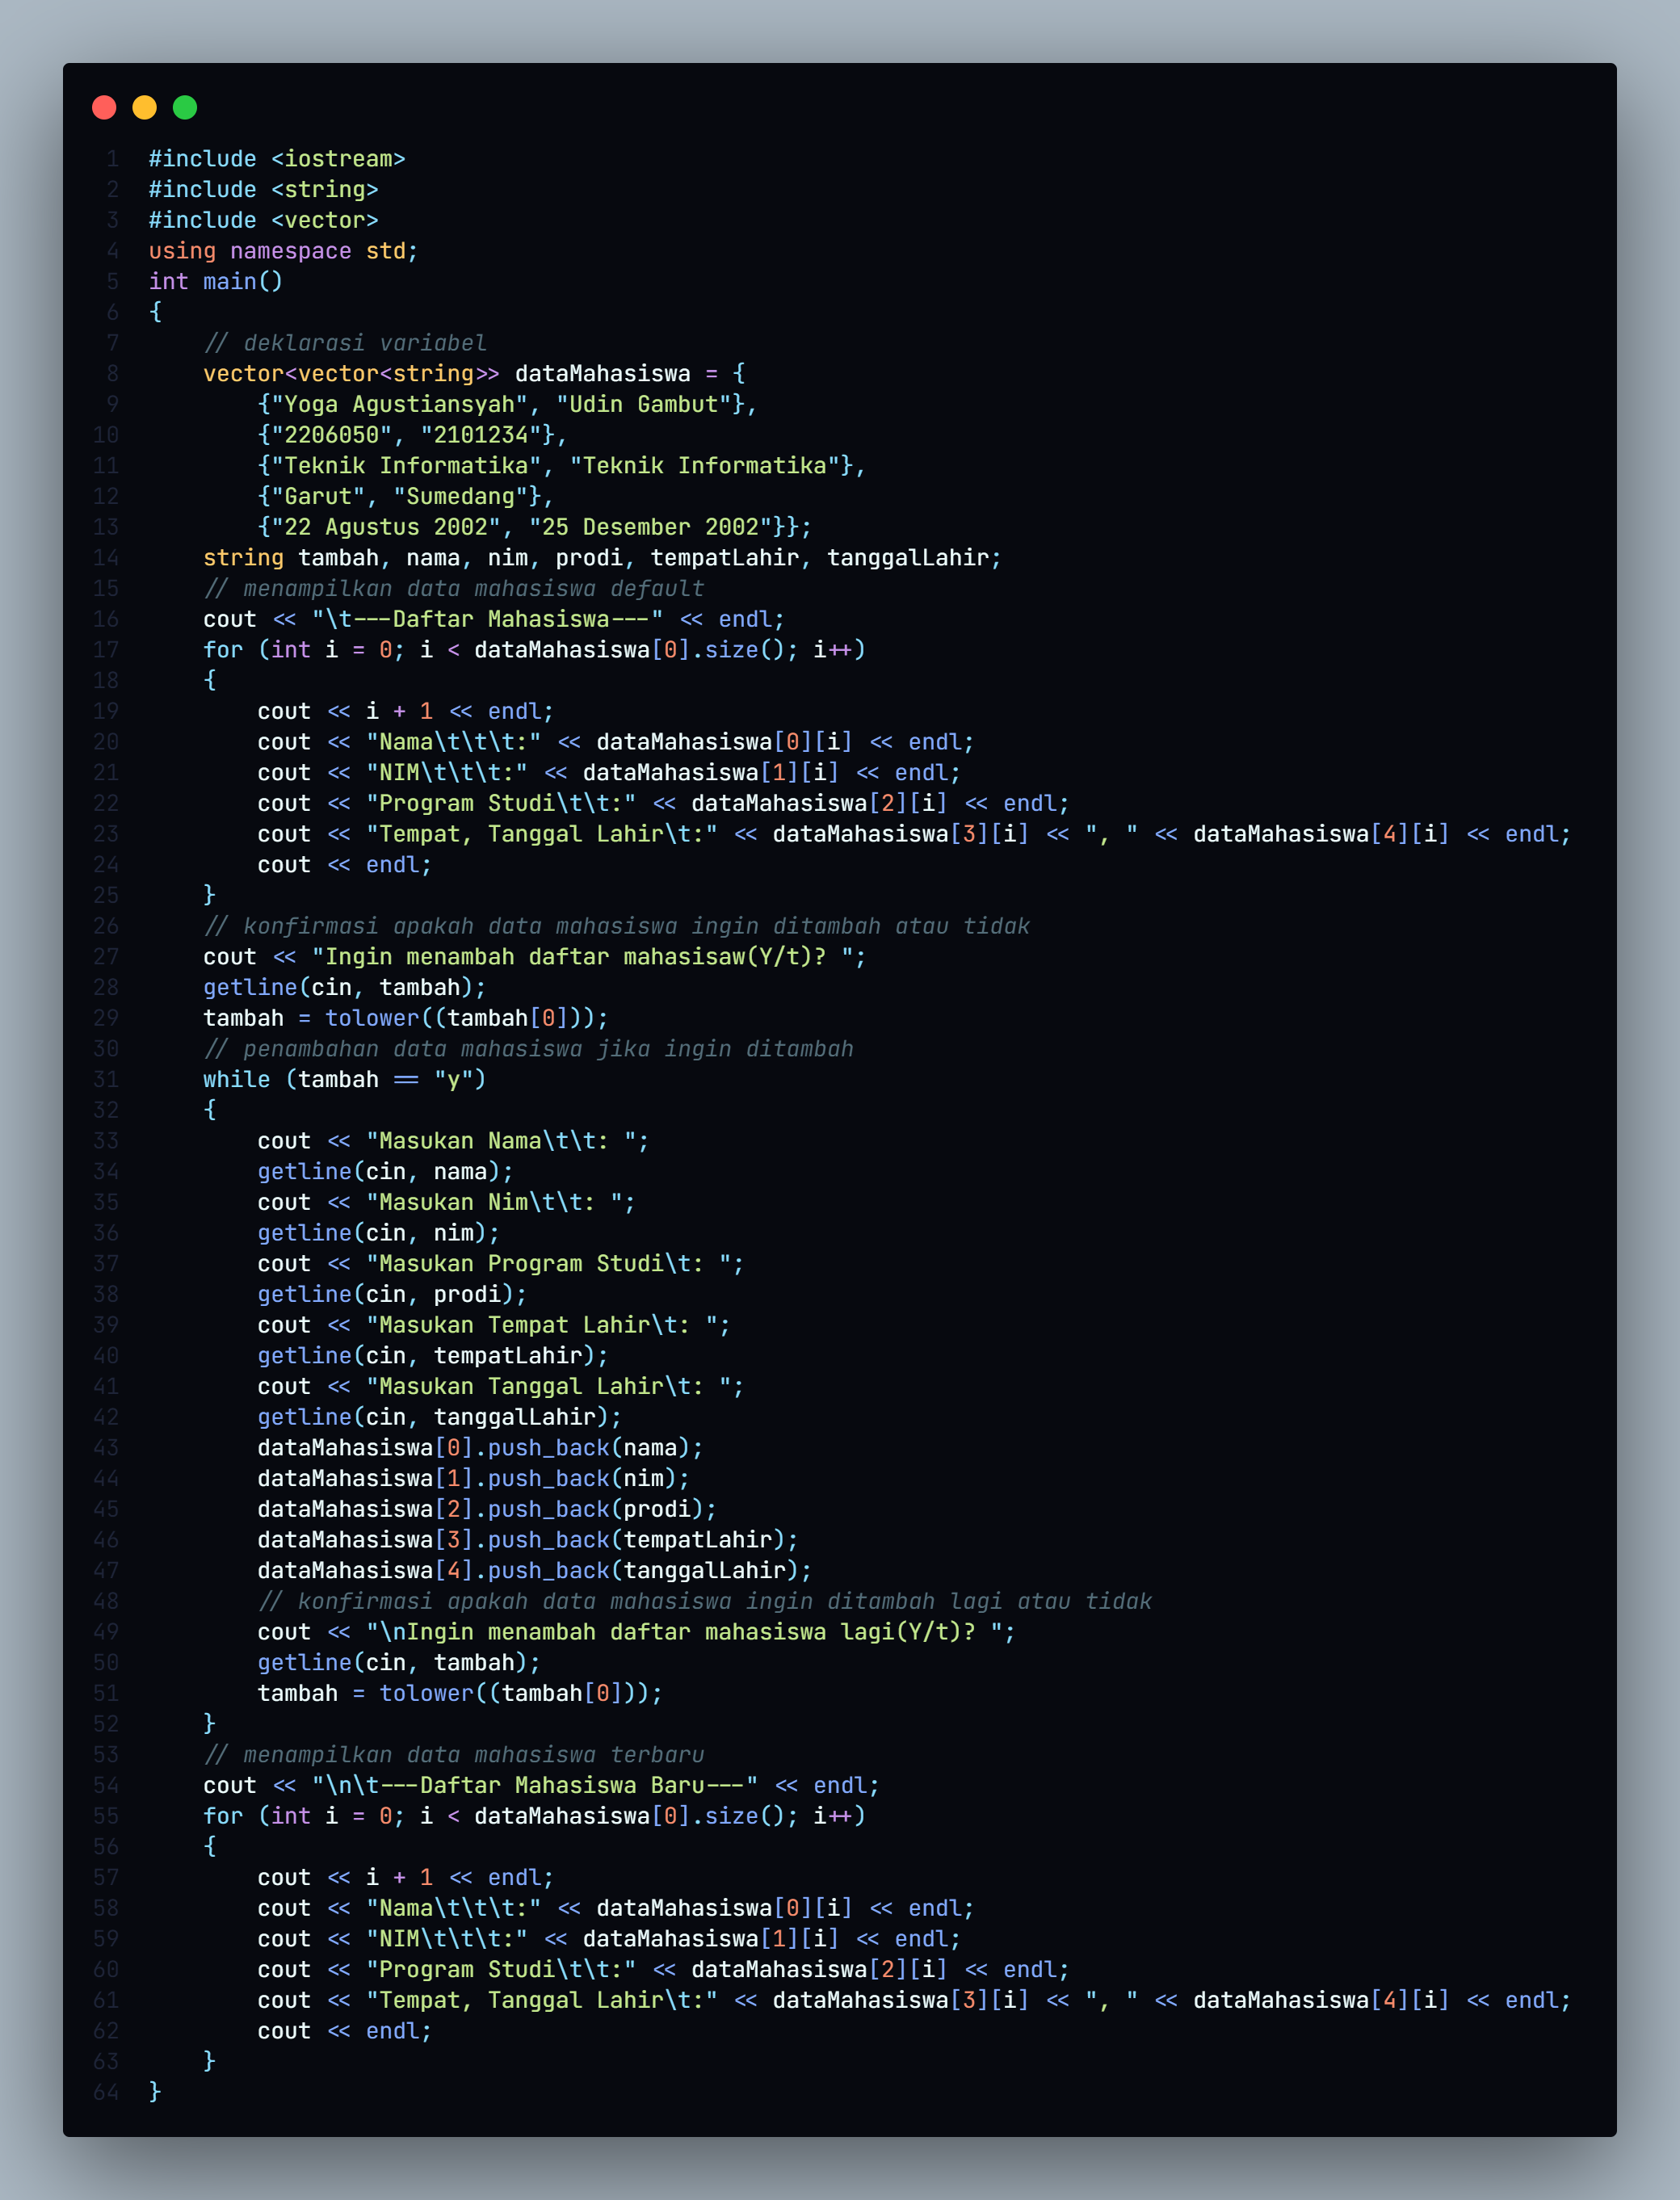 1 #include <iostream>
2 #include <string>
3 #include <vector>
4 using namespace std;
5 int main()
6 {
7     // deklarasi variabel
8     vector<vector<string>> dataMahasiswa = {
9         {"Yoga Agustiansyah", "Udin Gambut"},
10         {"2206050", "2101234"},
11         {"Teknik Informatika", "Teknik Informatika"},
12         {"Garut", "Sumedang"},
13         {"22 Agustus 2002", "25 Desember 2002"}};
14     string tambah, nama, nim, prodi, tempatLahir, tanggalLahir;
15     // menampilkan data mahasiswa default
16     cout << "\t---Daftar Mahasiswa---" << endl;
17     for (int i = 0; i < dataMahasiswa[0].size(); i++)
18     {
19         cout << i + 1 << endl;
20         cout << "Nama\t\t\t:" << dataMahasiswa[0][i] << endl;
21         cout << "NIM\t\t\t:" << dataMahasiswa[1][i] << endl;
22         cout << "Program Studi\t\t:" << dataMahasiswa[2][i] << endl;
23         cout << "Tempat, Tanggal Lahir\t:" << dataMahasiswa[3][i] << ", " << dataMahasiswa[4][i] << endl;
24         cout << endl;
25     }
26     // konfirmasi apakah data mahasiswa ingin ditambah atau tidak
27     cout << "Ingin menambah daftar mahasisaw(Y/t)? ";
28     getline(cin, tambah);
29     tambah = tolower((tambah[0]));
30     // penambahan data mahasiswa jika ingin ditambah
31     while (tambah == "y")
32     {
33         cout << "Masukan Nama\t\t: ";
34         getline(cin, nama);
35         cout << "Masukan Nim\t\t: ";
36         getline(cin, nim);
37         cout << "Masukan Program Studi\t: ";
38         getline(cin, prodi);
39         cout << "Masukan Tempat Lahir\t: ";
40         getline(cin, tempatLahir);
41         cout << "Masukan Tanggal Lahir\t: ";
42         getline(cin, tanggalLahir);
43         dataMahasiswa[0].push_back(nama);
44         dataMahasiswa[1].push_back(nim);
45         dataMahasiswa[2].push_back(prodi);
46         dataMahasiswa[3].push_back(tempatLahir);
47         dataMahasiswa[4].push_back(tanggalLahir);
48         // konfirmasi apakah data mahasiswa ingin ditambah lagi atau tidak
49         cout << "\nIngin menambah daftar mahasiswa lagi(Y/t)? ";
50         getline(cin, tambah);
51         tambah = tolower((tambah[0]));
52     }
53     // menampilkan data mahasiswa terbaru
54     cout << "\n\t---Daftar Mahasiswa Baru---" << endl;
55     for (int i = 0; i < dataMahasiswa[0].size(); i++)
56     {
57         cout << i + 1 << endl;
58         cout << "Nama\t\t\t:" << dataMahasiswa[0][i] << endl;
59         cout << "NIM\t\t\t:" << dataMahasiswa[1][i] << endl;
60         cout << "Program Studi\t\t:" << dataMahasiswa[2][i] << endl;
61         cout << "Tempat, Tanggal Lahir\t:" << dataMahasiswa[3][i] << ", " << dataMahasiswa[4][i] << endl;
62         cout << endl;
63     }
64 }